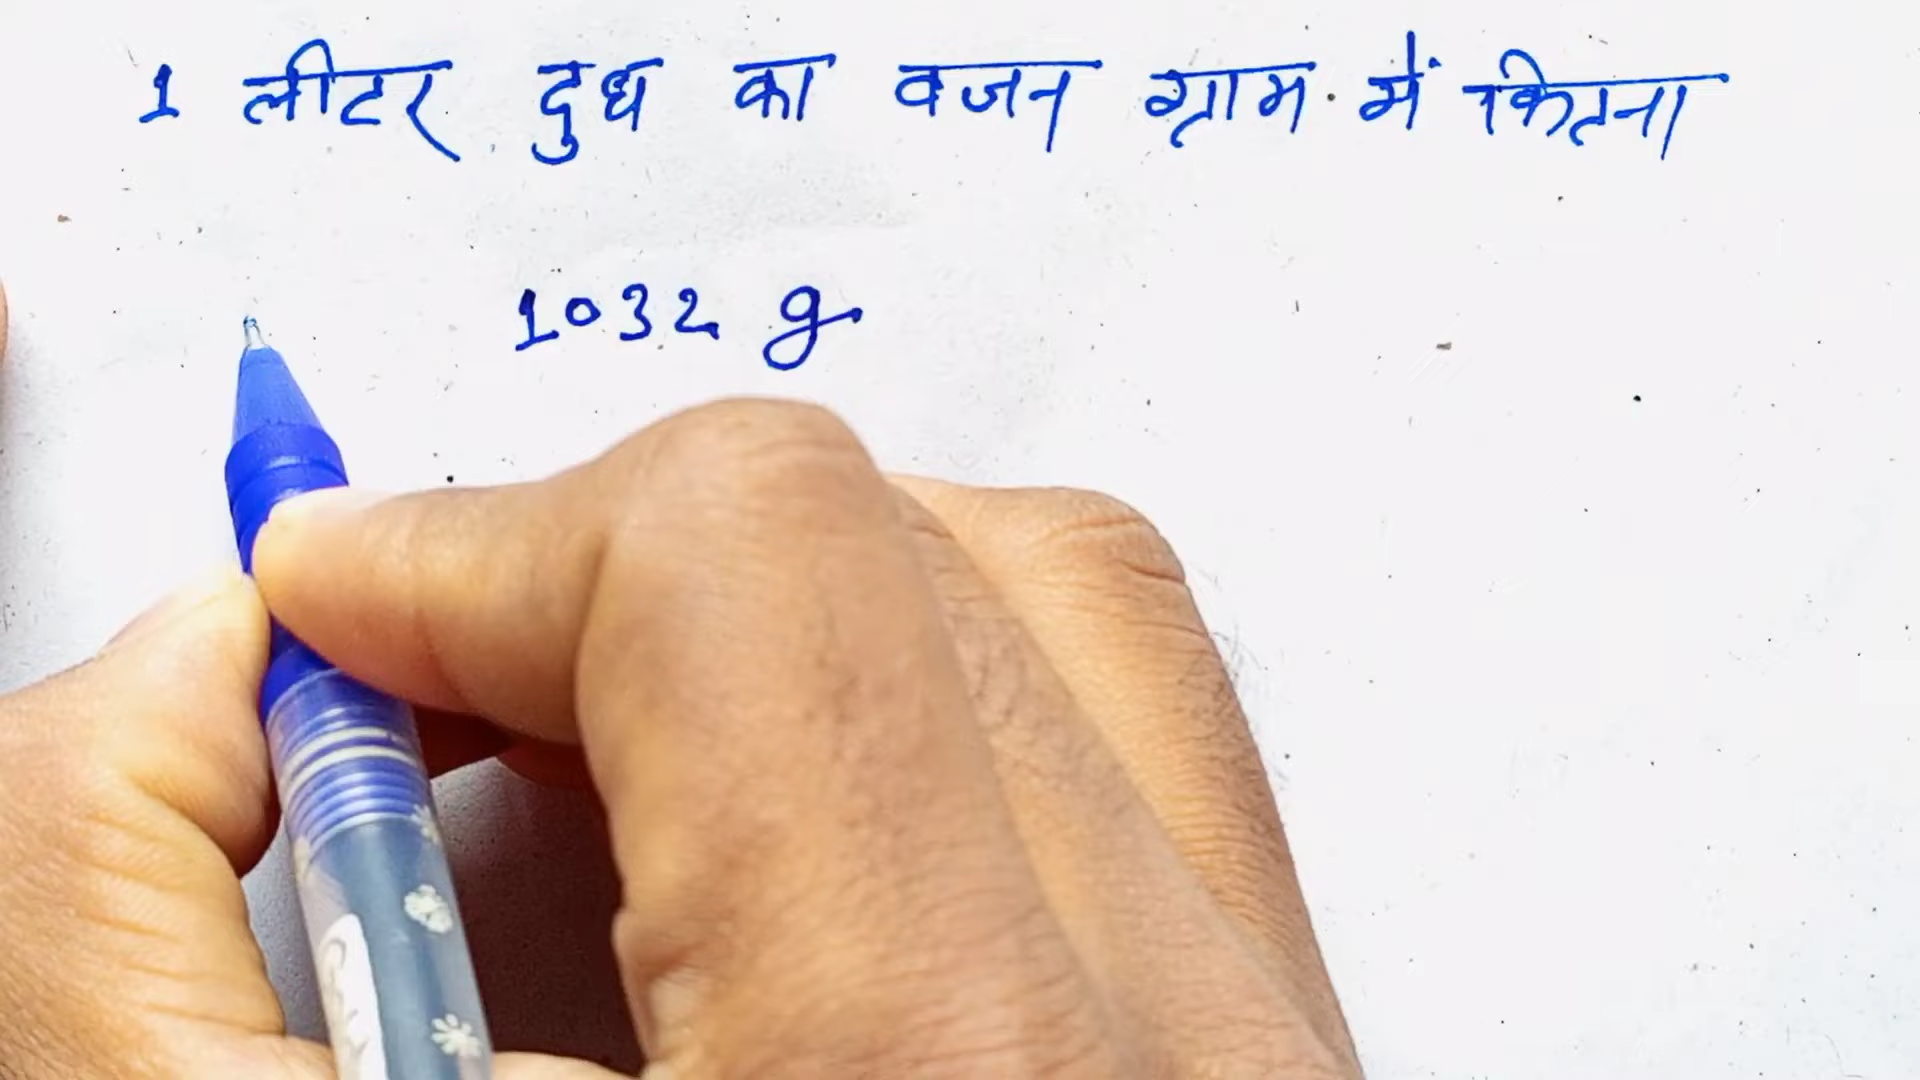 1 लीटर दुध का वजन ग्राम में कितना
1032 g